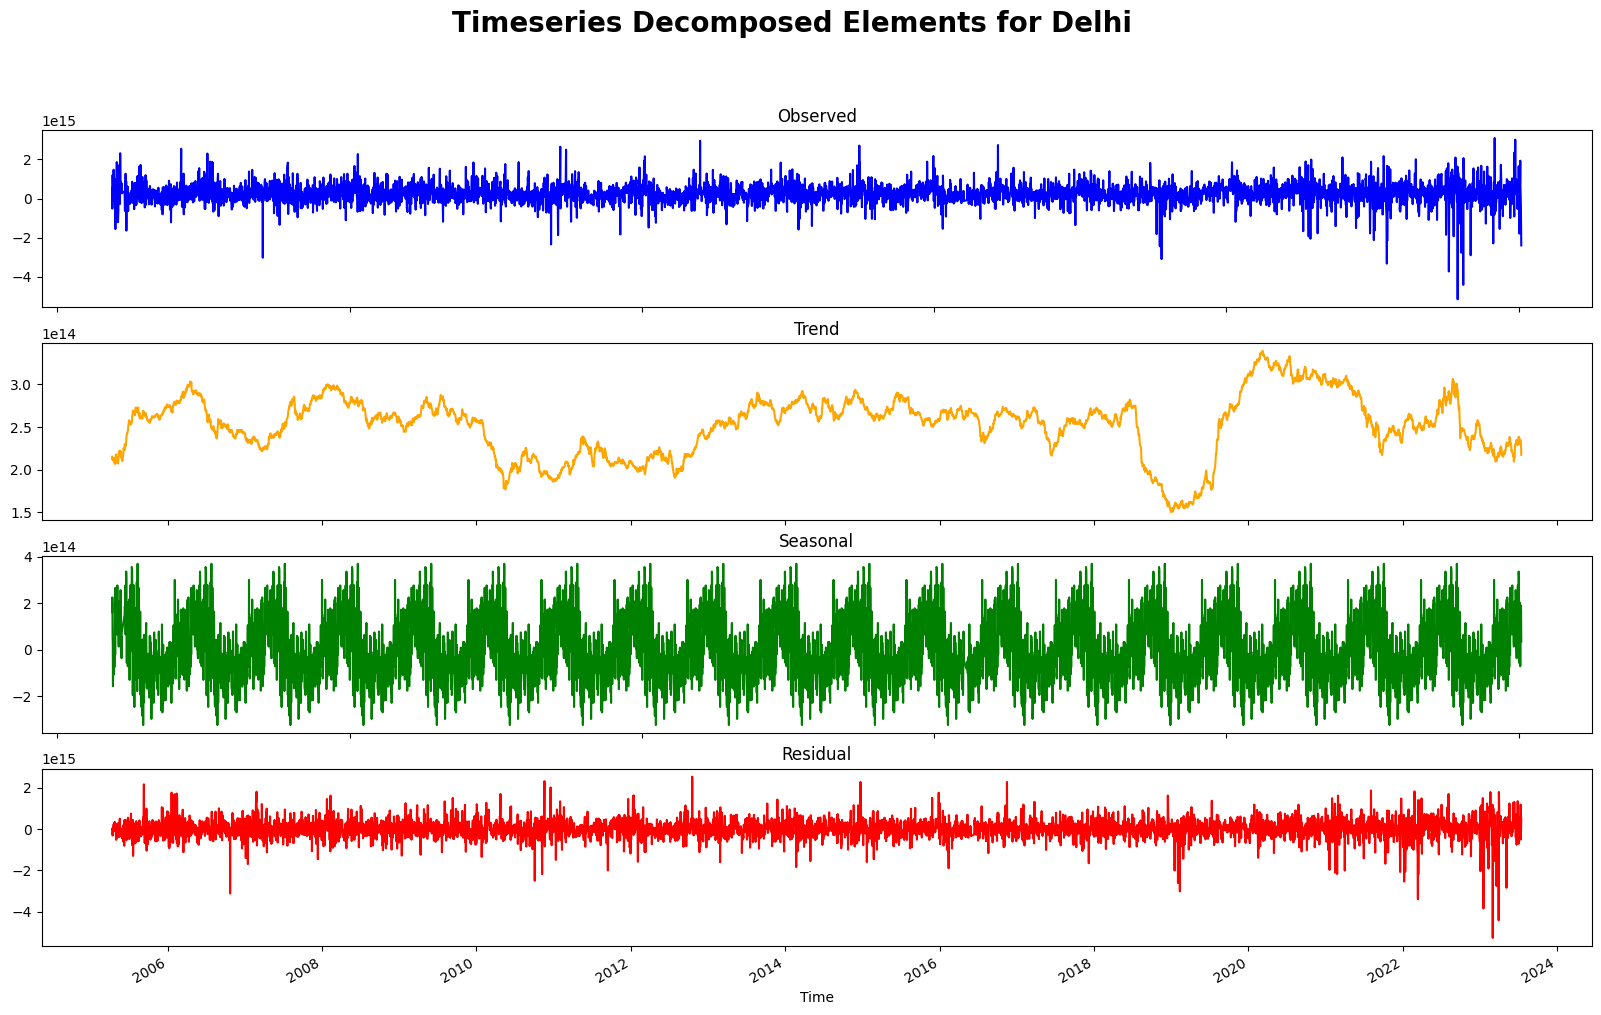 Timeseries Decomposed Elements for Delhi
Observed
1e15
2
0
−2
−4
Trend
1e14
3.0
2.5
2.0
1.5
Seasonal
1e14
4
2
0
−2
Residual
1e15
2
0
−2
−4
2006 2008 2010 2012 2014 2016 2018 2020 2022 2024
Time